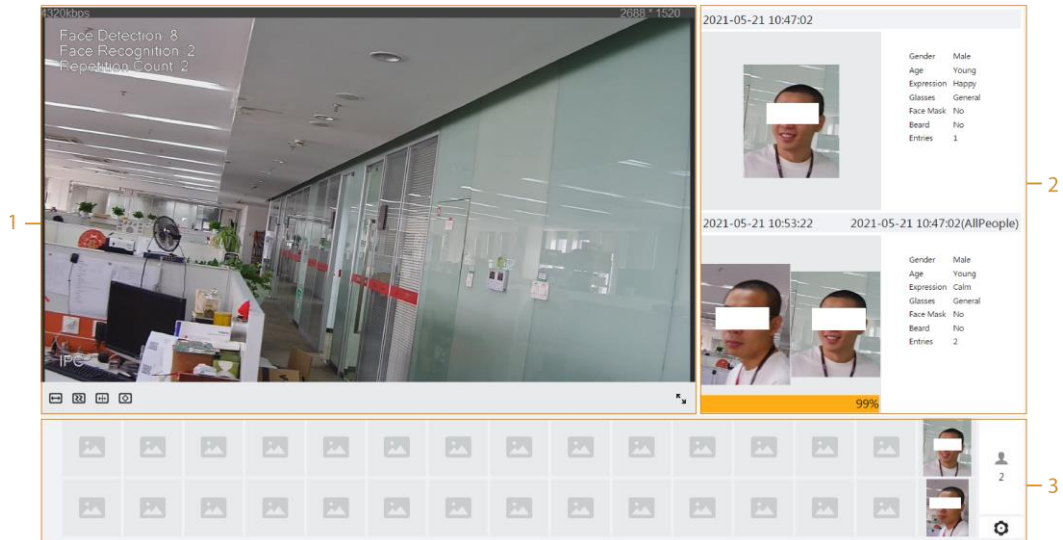 4320kbps 2688 * 1520
Face Detection: 8
Face Recognition: 2
Repetition Count: 2
IPC
1
2021-05-21 10:47:02
Gender Male
Age Young
Expression Happy
Glasses General
Face Mask No
Beard No
Entries 1
2
2021-05-21 10:53:22 2021-05-21 10:47:02(AllPeople)
Gender Male
Age Young
Expression Calm
Glasses General
Face Mask No
Beard No
Entries 2
99%
2
3